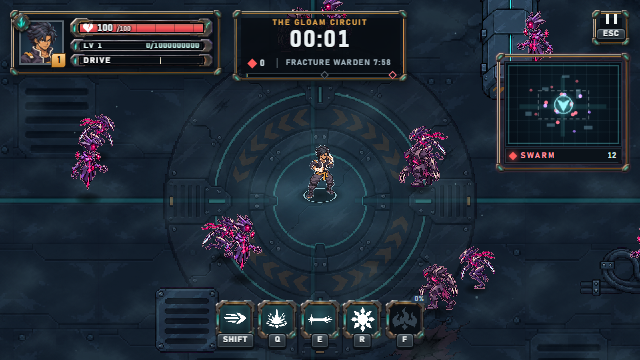 100/100
LV 1 0/1000000000
DRIVE
1
THE GLOAM CIRCUIT
00:01
0 FRACTURE WARDEN 7:58
ESC
SWARM 12
0%
SHIFT Q E R F